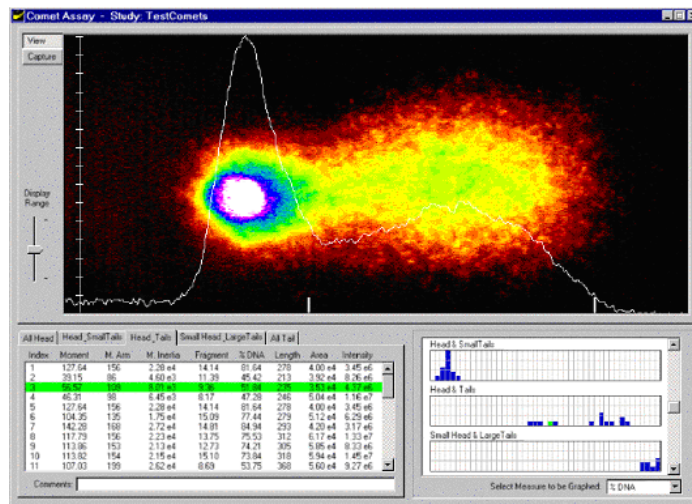 Comet Assay - Study: TestComets
View
Capture
Display
Range
All Head Head_SmallTails Head_Tails Small Head_LargeTails All Tail
Index Moment M. Arm M. Inertia Fragment % DNA Length Area Intensity
1 127.64 156 2.28 e4 14.14 81.64 278 4.00 e4 3.45 e6
2 39.15 86 4.60 e3 11.39 45.42 213 3.92 e4 8.26 e6
3 56.57 109 8.01 e3 9.36 51.84 235 3.53 e4 4.37 e6
4 46.31 98 6.45 e3 8.17 47.28 246 5.04 e4 1.16 e7
5 127.64 156 2.28 e4 14.14 81.64 278 4.00 e4 3.45 e6
6 104.35 135 1.75 e4 15.09 77.44 279 5.12 e4 6.29 e6
7 142.28 168 2.72 e4 14.81 84.94 293 4.20 e4 3.17 e6
8 117.79 156 2.23 e4 13.75 75.53 312 6.17 e4 1.33 e7
9 113.86 153 2.13 e4 12.73 74.21 305 5.85 e4 8.33 e6
10 113.82 154 2.15 e4 15.10 73.84 318 5.94 e4 1.45 e7
11 107.03 199 2.62 e4 8.69 53.75 368 5.60 e4 9.27 e6
Comments:
Head & SmallTails
Head & Tails
Small Head & LargeTails
Select Measure to be Graphed: % DNA